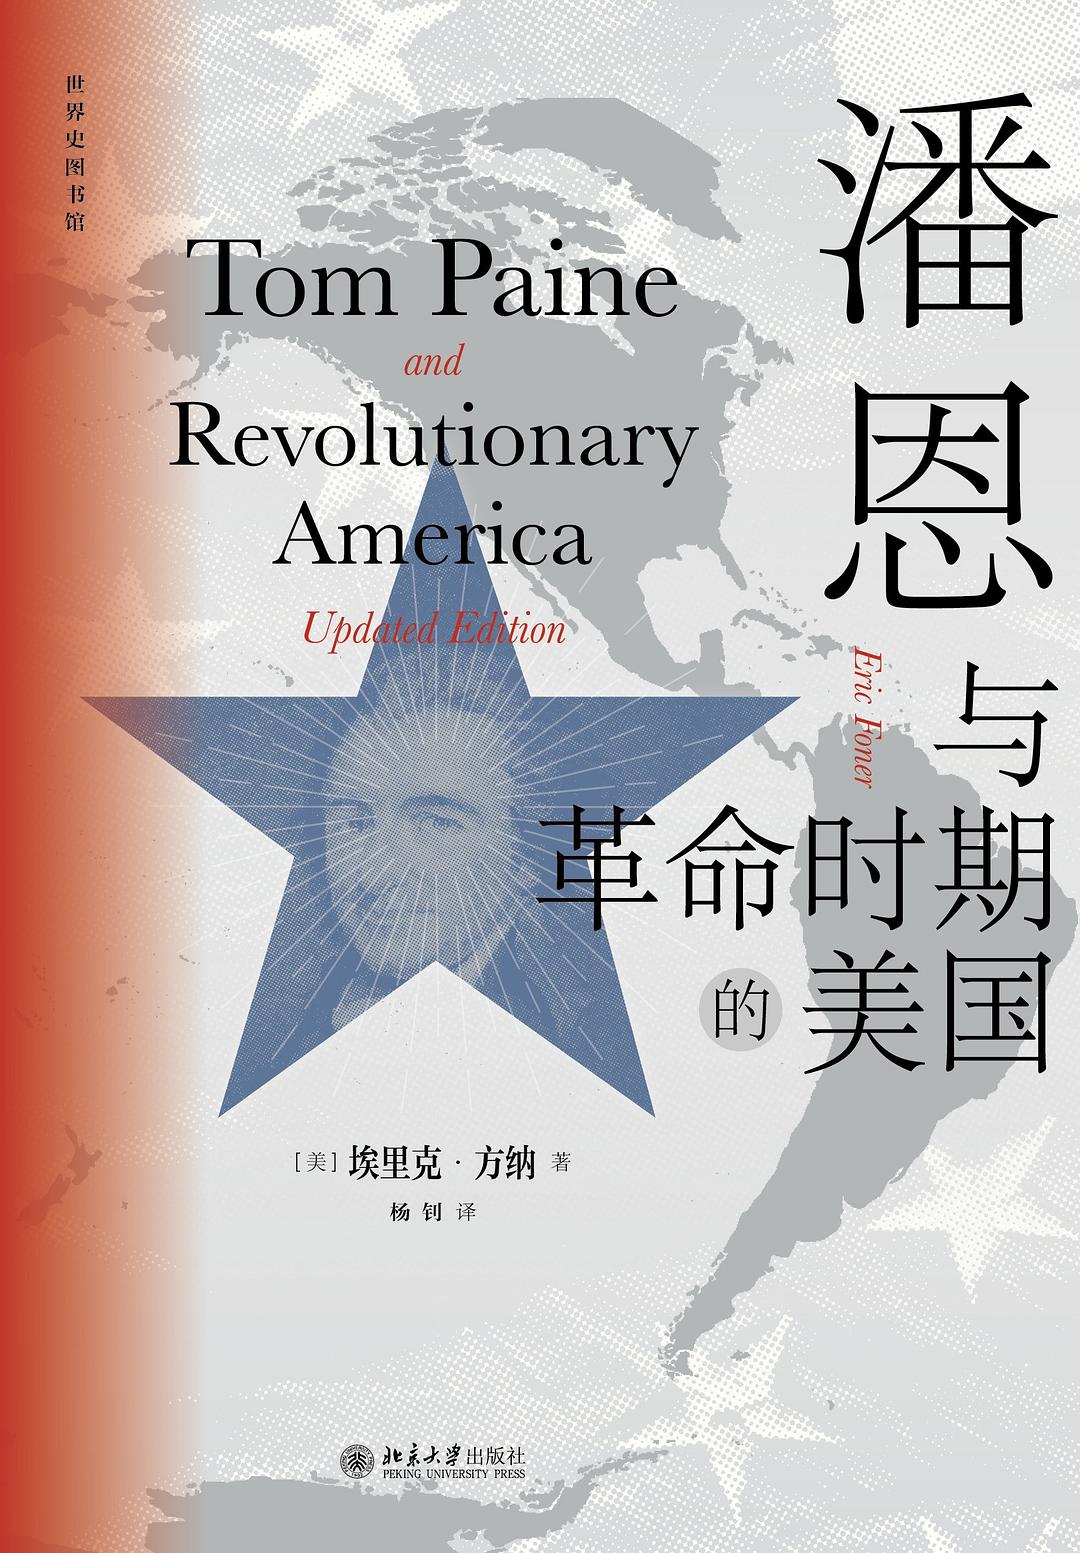 世界史图书馆
潘恩
与
革命时期
的美国
Tom Paine
and
Revolutionary
America
Updated Edition
Eric Foner
[美] 埃里克·方纳 著
杨钊 译
北京大学出版社
PEKING UNIVERSITY PRESS